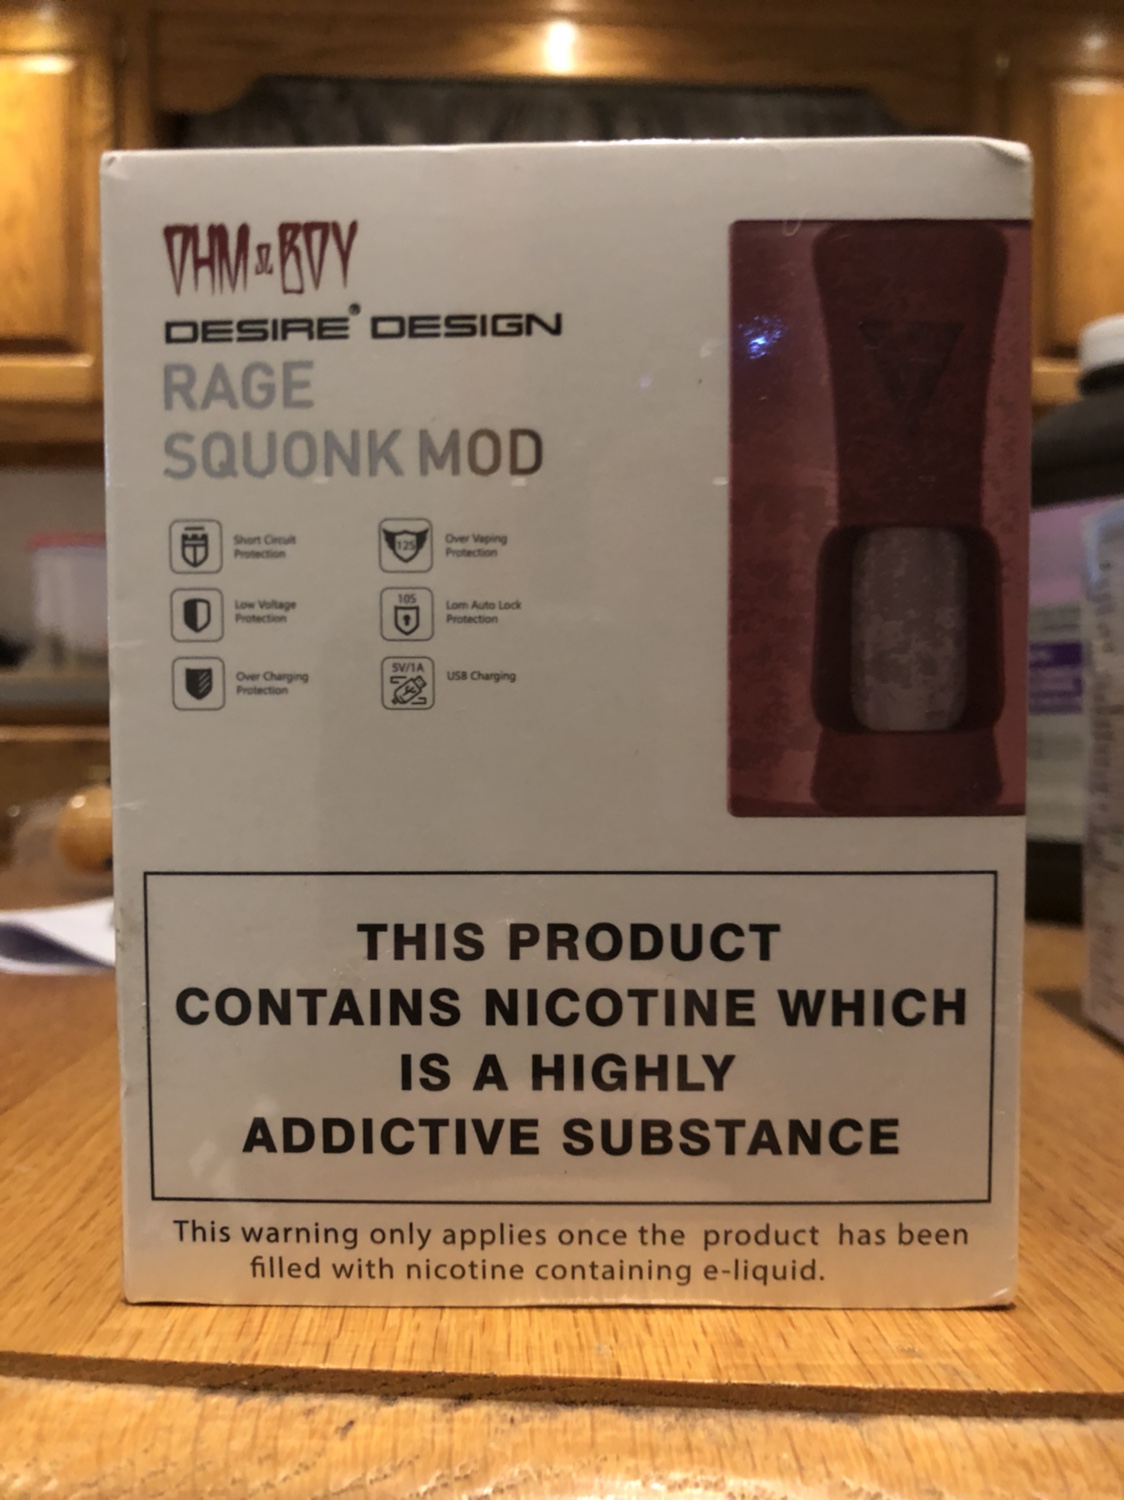 OHM Ω BOY
DESIRE® DESIGN
RAGE
SQUONK MOD
Short Circuit
Protection
12S
Over Vaping
Protection
Low Voltage
Protection
10S
Lom Auto Lock
Protection
Over Charging
Protection
5V/1A
USB Charging
THIS PRODUCT
CONTAINS NICOTINE WHICH
IS A HIGHLY
ADDICTIVE SUBSTANCE
This warning only applies once the product has been
filled with nicotine containing e-liquid.